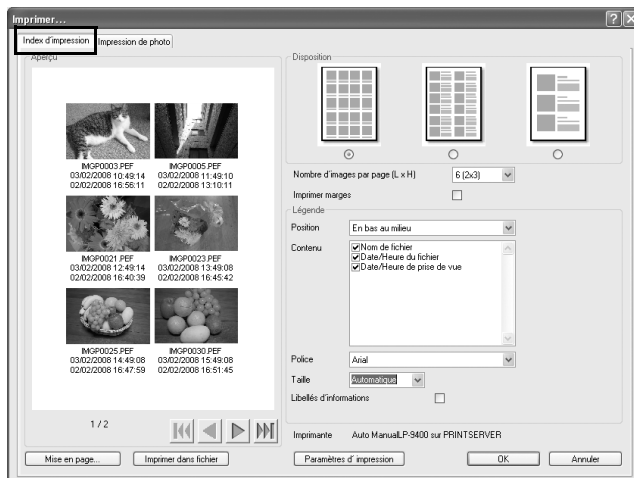 Imprimer...
Index d'impression
Impression de photo
Aperçu
IMGP0003.PEF
03/02/2008 10:49:14
02/02/2008 16:56:11
IMGP0005.PEF
03/02/2008 11:49:10
02/02/2008 13:10:11
IMGP0021.PEF
03/02/2008 12:49:14
02/02/2008 16:40:39
IMGP0023.PEF
03/02/2008 13:49:08
02/02/2008 16:45:42
IMGP0025.PEF
03/02/2008 14:49:08
02/02/2008 16:47:59
IMGP0030.PEF
03/02/2008 15:49:08
02/02/2008 16:51:45
1 / 2
Mise en page...
Imprimer dans fichier
Disposition
Nombre d'images par page (L x H)
6 (2x3)
Imprimer marges
Légende
Position
En bas au milieu
Contenu
Nom de fichier
Date/Heure du fichier
Date/Heure de prise de vue
Police
Arial
Taille
Automatique
Libellés d'informations
Imprimante
Auto ManualLP-9400 sur PRINTSERVER
Paramètres d' impression
OK
Annuler